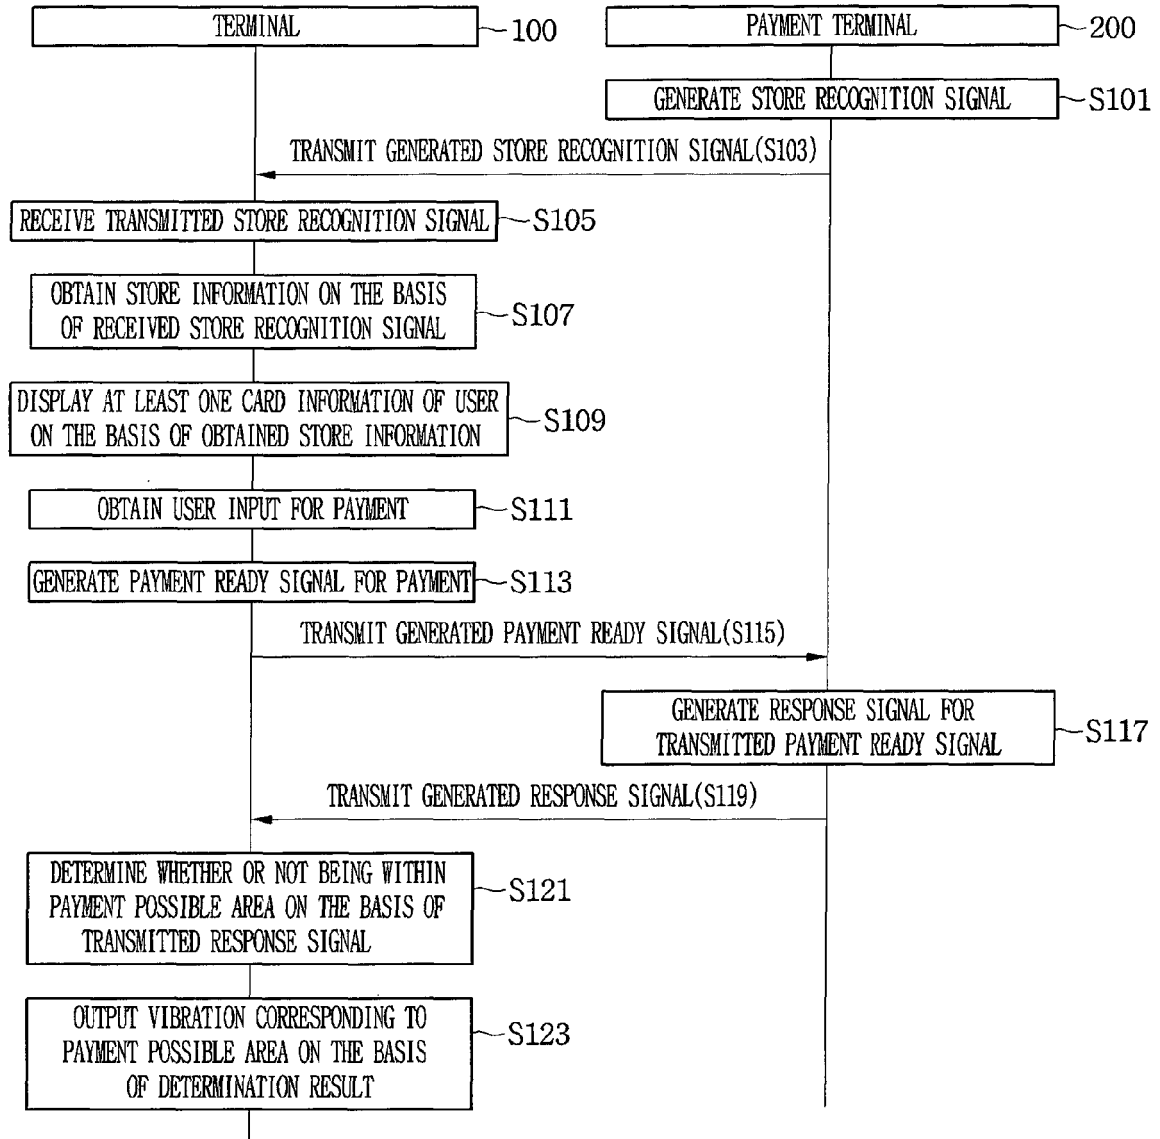 TERMINAL
100
PAYMENT TERMINAL
200
GENERATE STORE RECOGNITION SIGNAL
S101
TRANSMIT GENERATED STORE RECOGNITION SIGNAL(S103)
RECEIVE TRANSMITTED STORE RECOGNITION SIGNAL
S105
OBTAIN STORE INFORMATION ON THE BASIS
OF RECEIVED STORE RECOGNITION SIGNAL
S107
DISPLAY AT LEAST ONE CARD INFORMATION OF USER
ON THE BASIS OF OBTAINED STORE INFORMATION
S109
OBTAIN USER INPUT FOR PAYMENT
S111
GENERATE PAYMENT READY SIGNAL FOR PAYMENT
S113
TRANSMIT GENERATED PAYMENT READY SIGNAL(S115)
GENERATE RESPONSE SIGNAL FOR
TRANSMITTED PAYMENT READY SIGNAL
S117
TRANSMIT GENERATED RESPONSE SIGNAL(S119)
DETERMINE WHETHER OR NOT BEING WITHIN
PAYMENT POSSIBLE AREA ON THE BASIS OF
TRANSMITTED RESPONSE SIGNAL
S121
OUTPUT VIBRATION CORRESPONDING TO
PAYMENT POSSIBLE AREA ON THE BASIS
OF DETERMINATION RESULT
S123